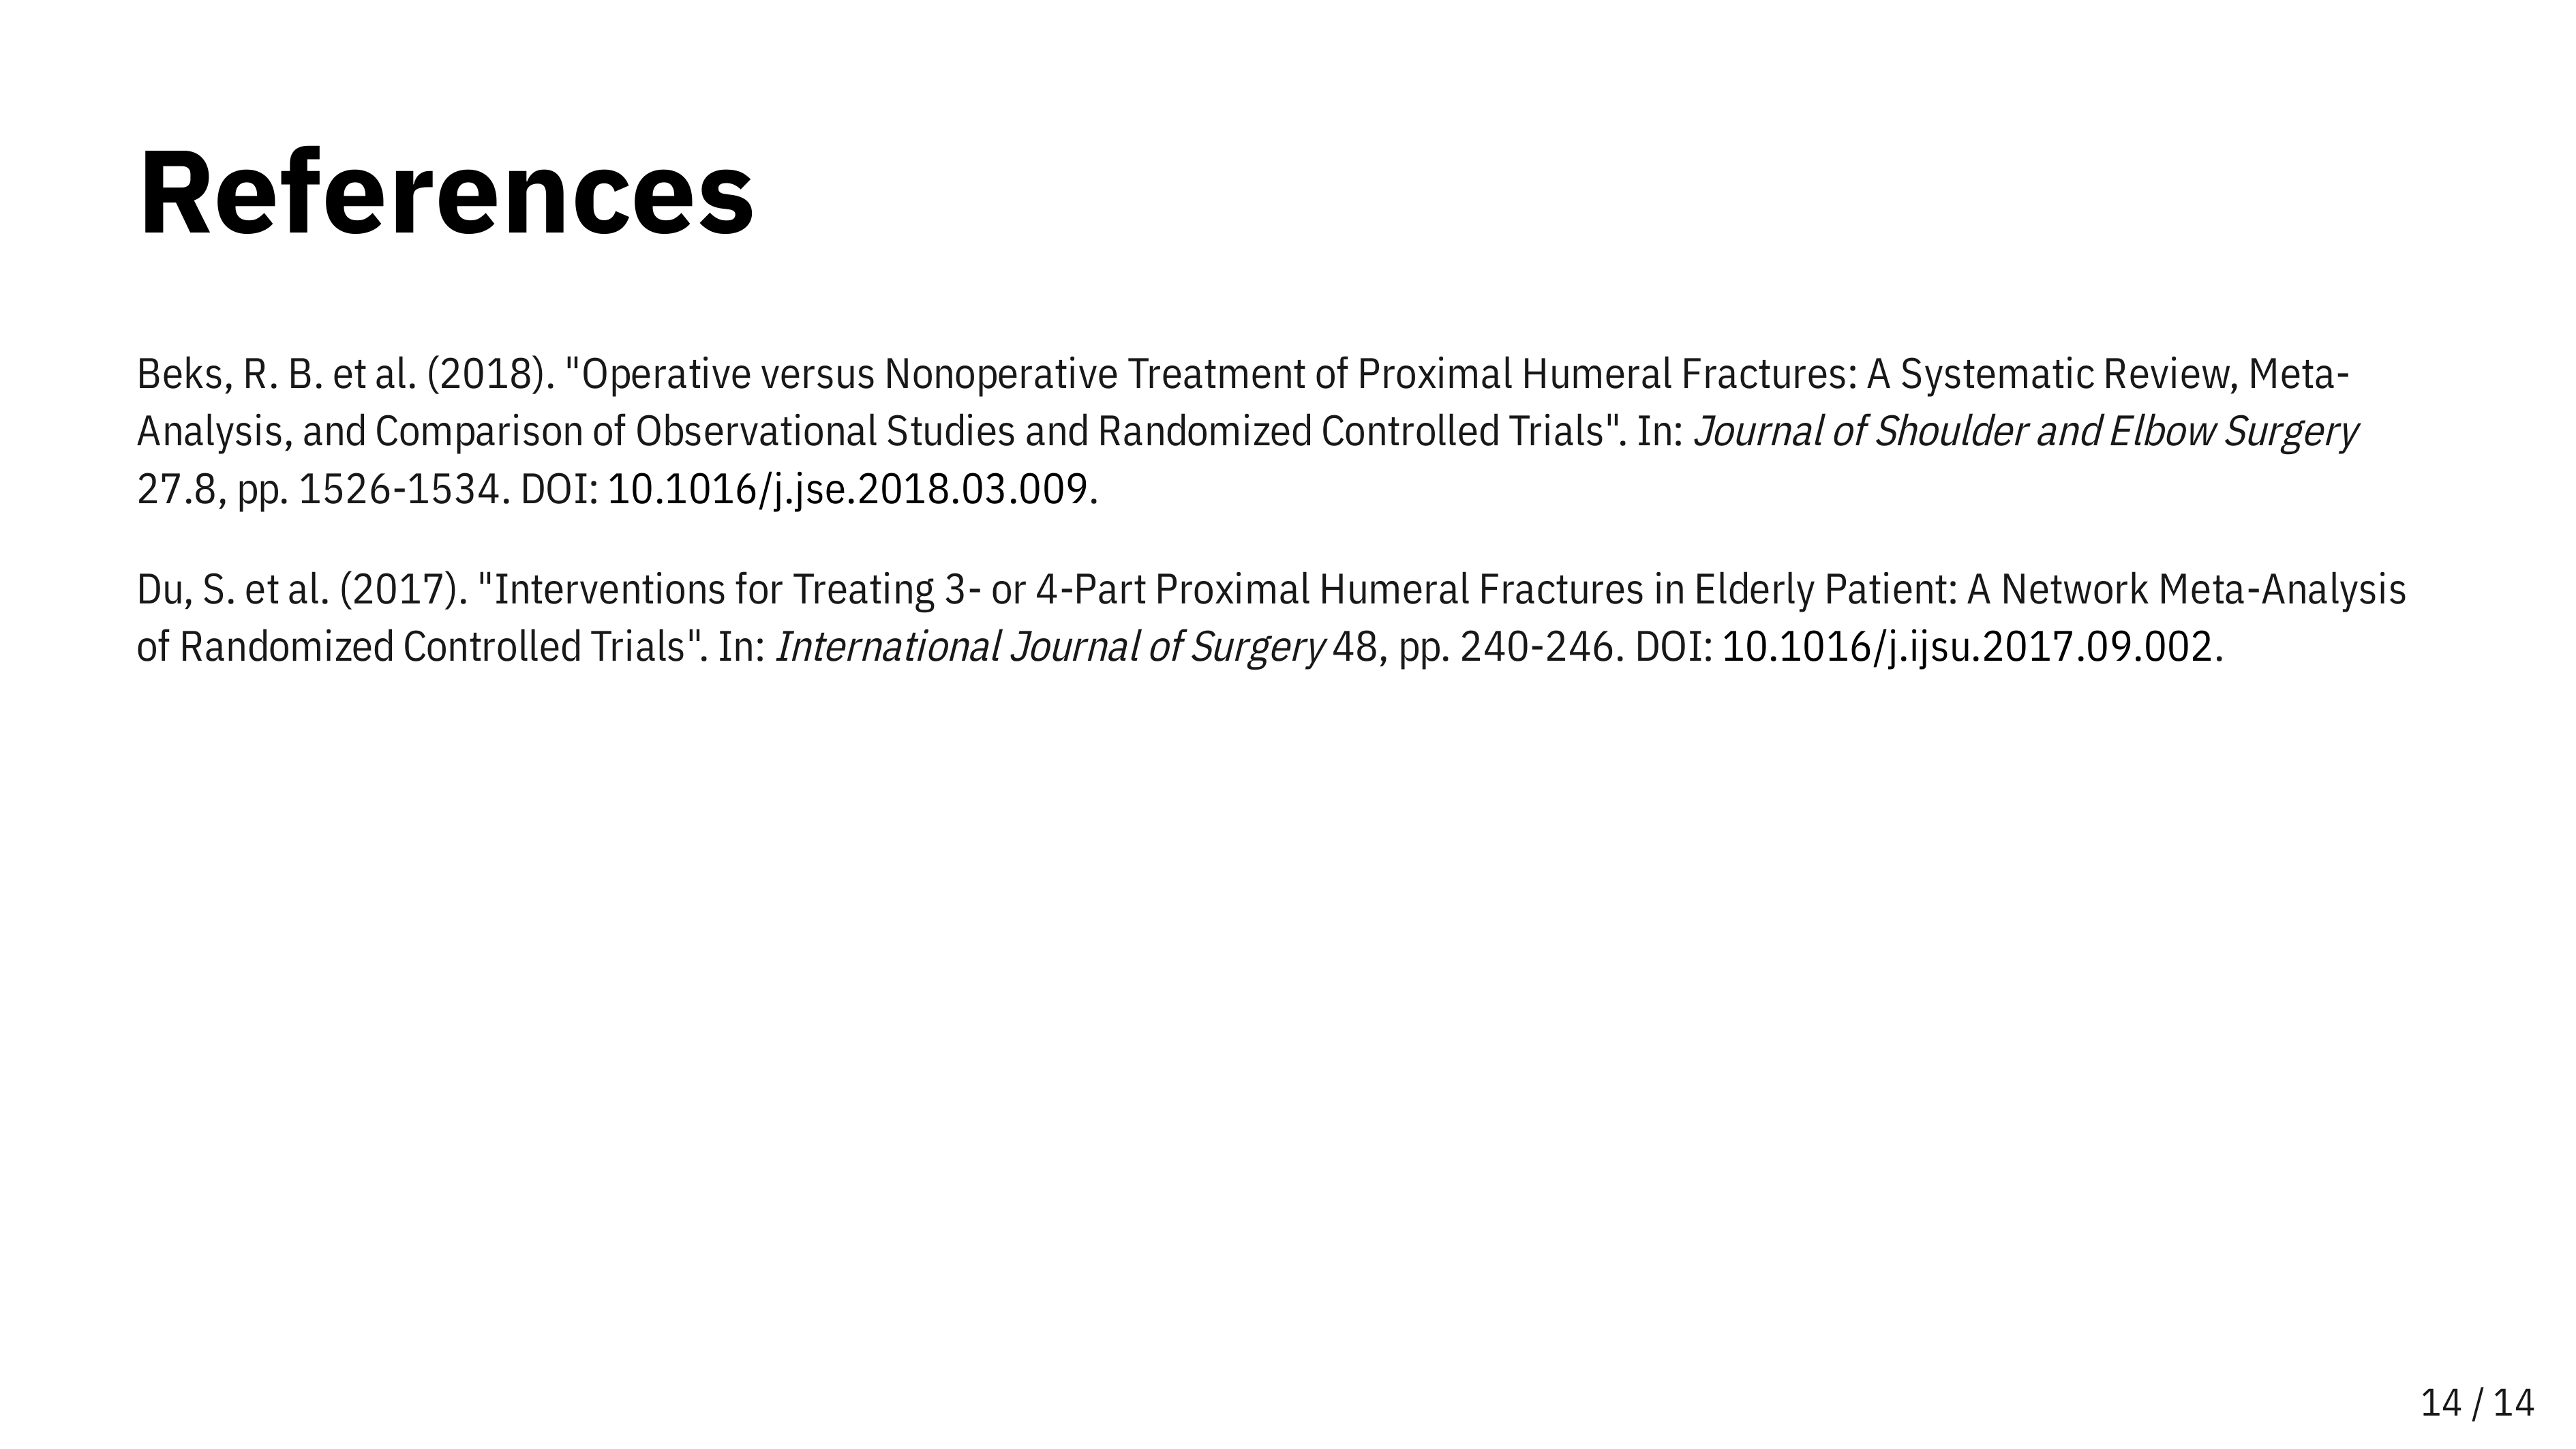 References
Beks, R. B. et al. (2018). "Operative versus Nonoperative Treatment of Proximal Humeral Fractures: A Systematic Review, Meta-
Analysis, and Comparison of Observational Studies and Randomized Controlled Trials". In: Journal of Shoulder and Elbow Surgery
27.8, pp. 1526-1534. DOI: 10.1016/j.jse.2018.03.009.
Du, S. et al. (2017). "Interventions for Treating 3- or 4-Part Proximal Humeral Fractures in Elderly Patient: A Network Meta-Analysis
of Randomized Controlled Trials". In: International Journal of Surgery 48, pp. 240-246. DOI: 10.1016/j.ijsu.2017.09.002.
14 / 14